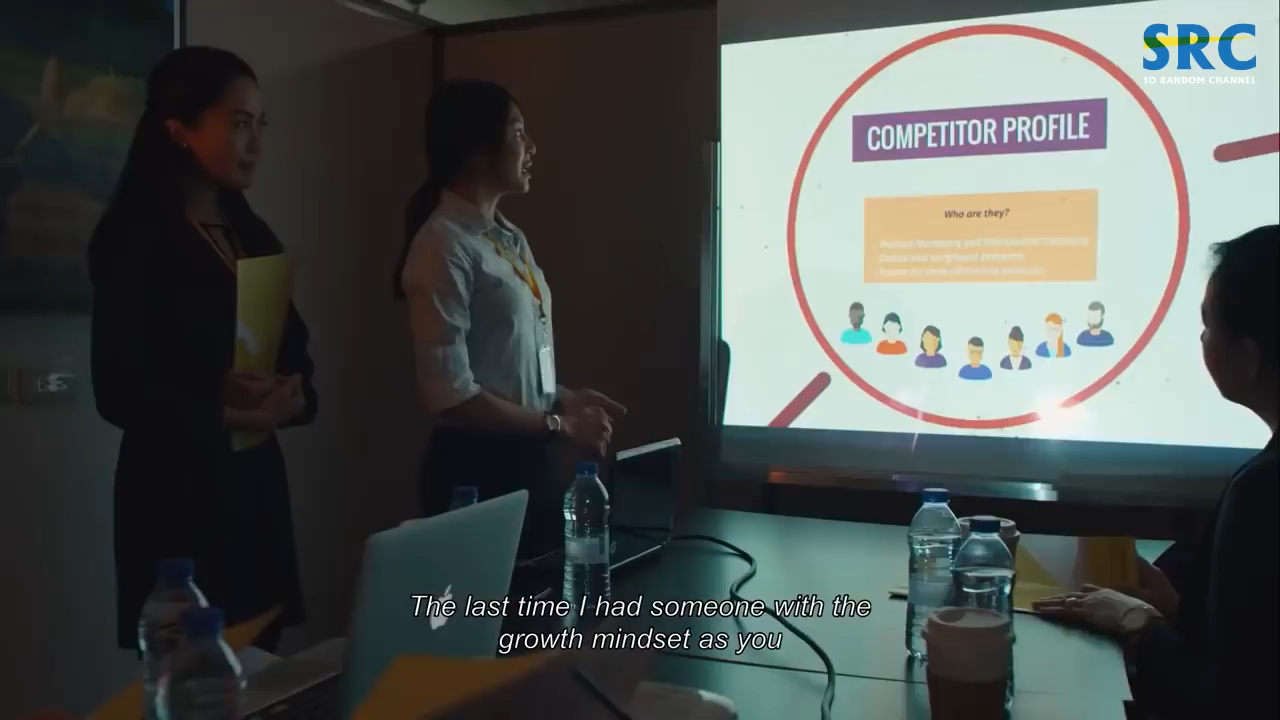 SRC
SO RANDOM CHANNEL
COMPETITOR PROFILE
Who are they?
The last time I had someone with the
growth mindset as you